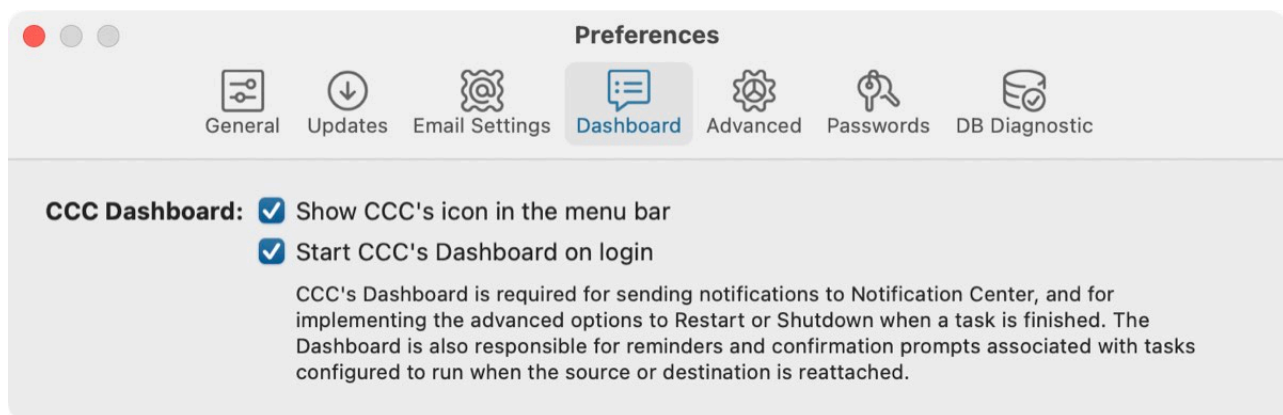 Preferences
General
Updates
Email Settings
Dashboard
Advanced
Passwords
DB Diagnostic
CCC Dashboard:
Show CCC's icon in the menu bar
Start CCC's Dashboard on login
CCC's Dashboard is required for sending notifications to Notification Center, and for
implementing the advanced options to Restart or Shutdown when a task is finished. The
Dashboard is also responsible for reminders and confirmation prompts associated with tasks
configured to run when the source or destination is reattached.